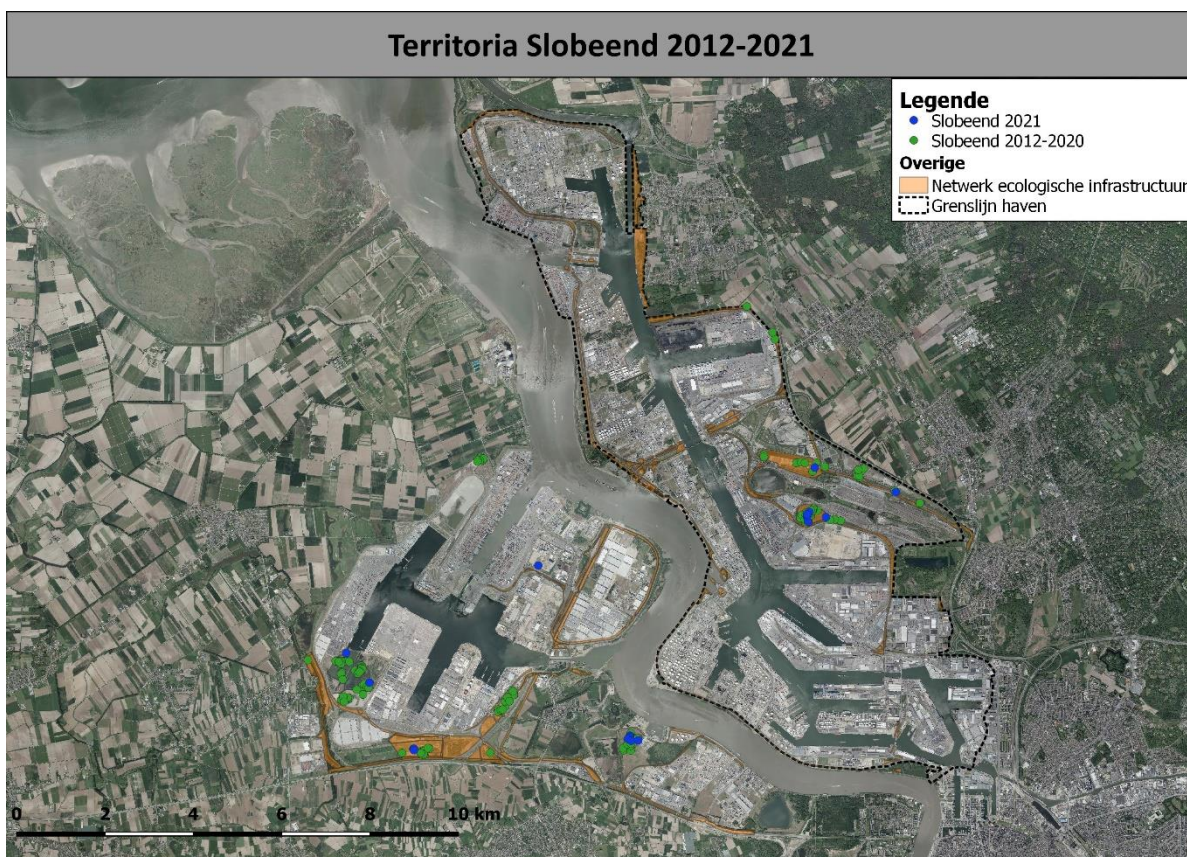 Territoria Slobeend 2012-2021
Legende
Slobeend 2021
Slobeend 2012-2020
Overige
Netwerk ecologische infrastructuur
Grenslijn haven
0 2 4 6 8 10 km